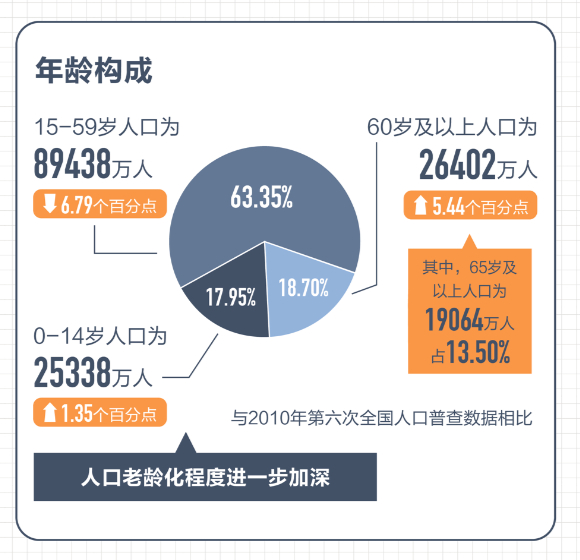 年龄构成
15-59岁人口为
89438万人
6.79个百分点
60岁及以上人口为
26402万人
5.44个百分点
其中，65岁及
以上人口为
19064万人
占13.50%
63.35%
17.95%
18.70%
0-14岁人口为
25338万人
1.35个百分点
与2010年第六次全国人口普查数据相比
人口老龄化程度进一步加深